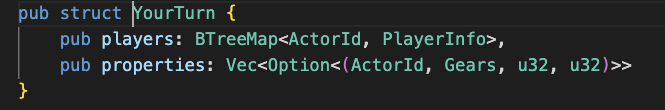 pub struct YourTurn {
    pub players: BTreeMap<ActorId, PlayerInfo>,
    pub properties: Vec<Option<(ActorId, Gears, u32, u32)>>
}